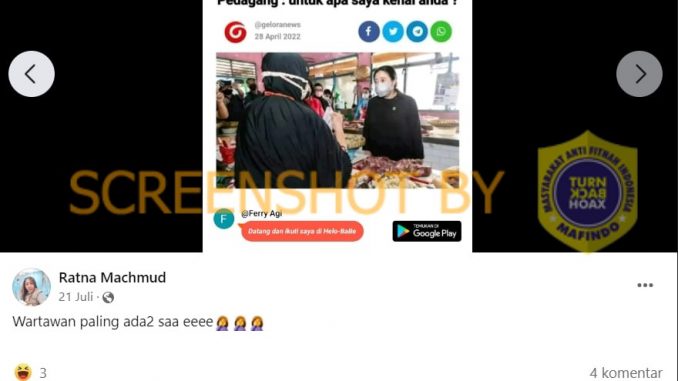 Pedagang : untuk apa saya kenal anda ?
@geloranews
28 April 2022
SCREENSHOT BY
MASYARAKAT ANTI FITNAH INDONESIA
TURN
BACK
HOAX
MAFINDO
F
@Ferry Agi
Datang dan ikuti saya di Helo-Balle
TEMUKAN DI
Google Play
Ratna Machmud
21 Juli ·
Wartawan paling ada2 saa eeee🤦‍♀️🤦‍♀️🤦‍♀️
3
4 komentar